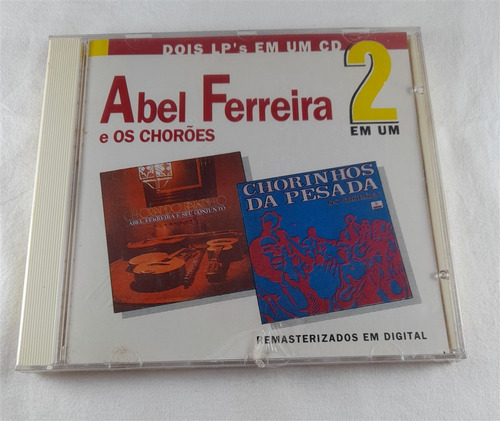 DOIS LP's EM UM CD
2
EM UM
Abel Ferreira
e OS CHORÕES
ABEL FERREIRA E SEU CONJUNTO
CHORINHOS
DA PESADA
REMASTERIZADOS EM DIGITAL